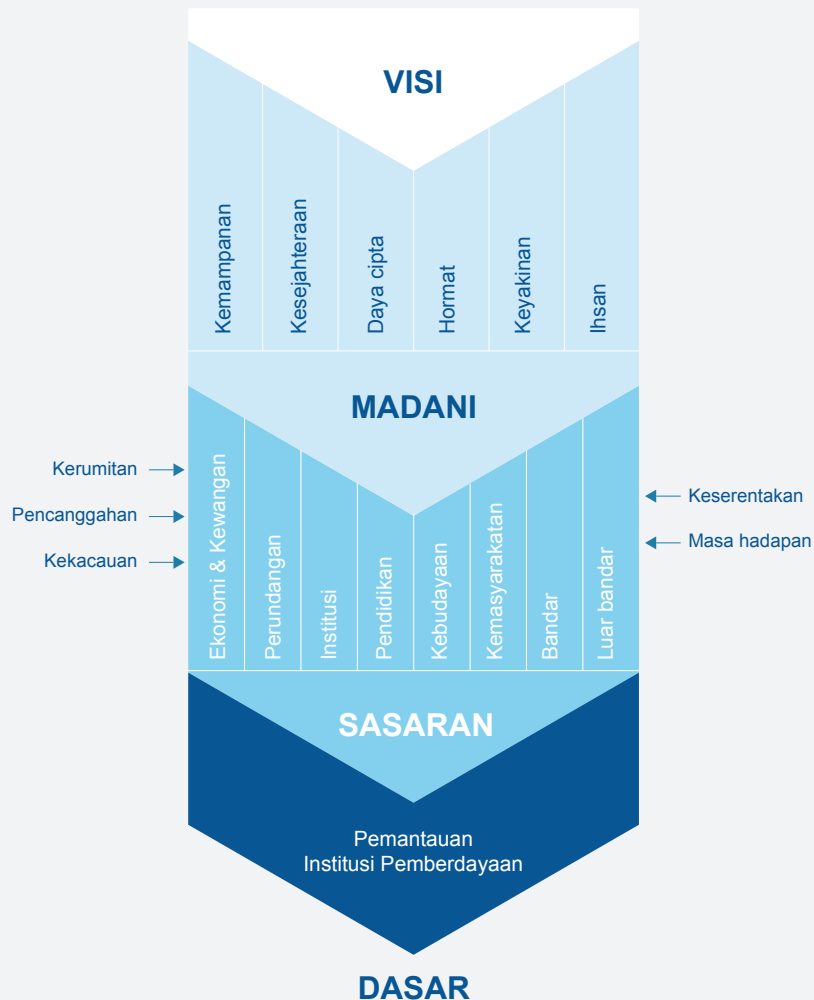 VISI
Kemampanan
Kesejahteraan
Daya cipta
Hormat
Keyakinan
Ihsan
MADANI
Kerumitan
Pencanggahan
Kekacauan
Ekonomi & Kewangan
Perundangan
Institusi
Pendidikan
Kebudayaan
Kemasyarakatan
Bandar
Luar bandar
Keserentakan
Masa hadapan
SASARAN
Pemantauan
Institusi Pemberdayaan
DASAR